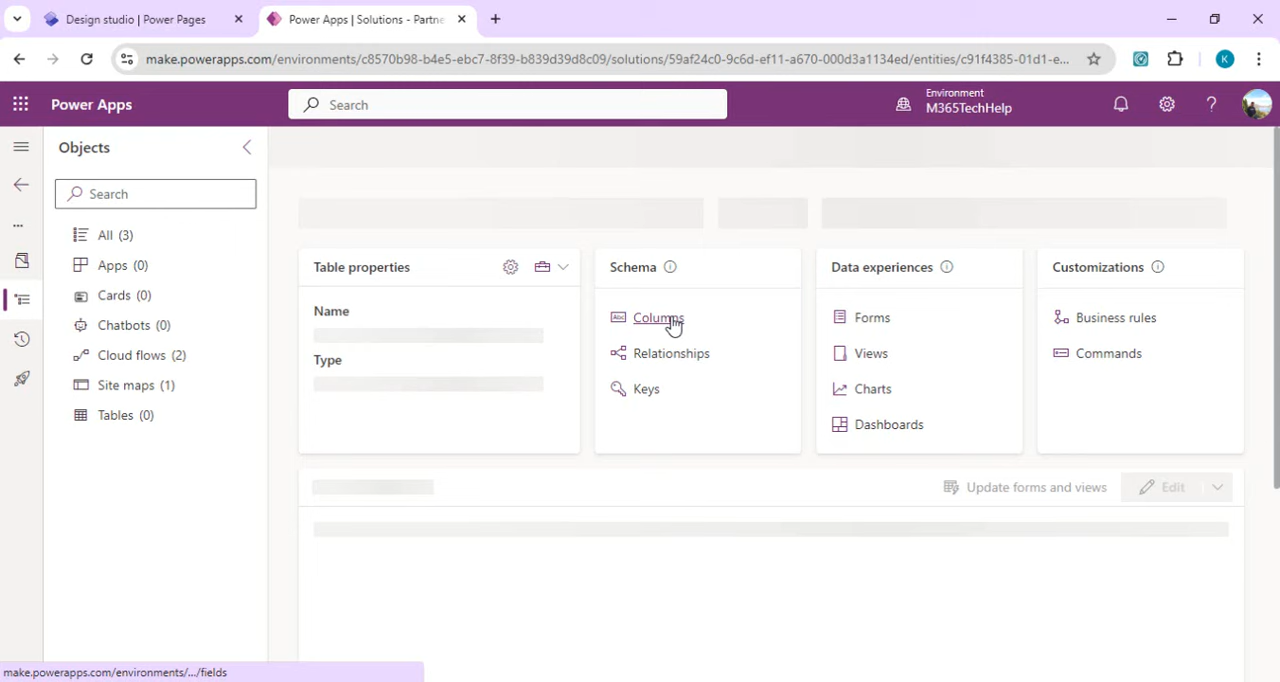 Design studio | Power Pages
Power Apps | Solutions - Partne
make.powerapps.com/environments/c8570b98-b4e5-ebc7-8f39-b839d39d8c09/solutions/59af24c0-9c6d-ef11-a670-000d3a1134ed/entities/c91f4385-01d1-e...
K
Power Apps
Search
Environment
M365TechHelp
Objects
Search
All (3)
Apps (0)
Cards (0)
Chatbots (0)
Cloud flows (2)
Site maps (1)
Tables (0)
Table properties
Name
Type
Schema
Columns
Relationships
Keys
Data experiences
Forms
Views
Charts
Dashboards
Customizations
Business rules
Commands
Update forms and views
Edit
make.powerapps.com/environments/.../fields